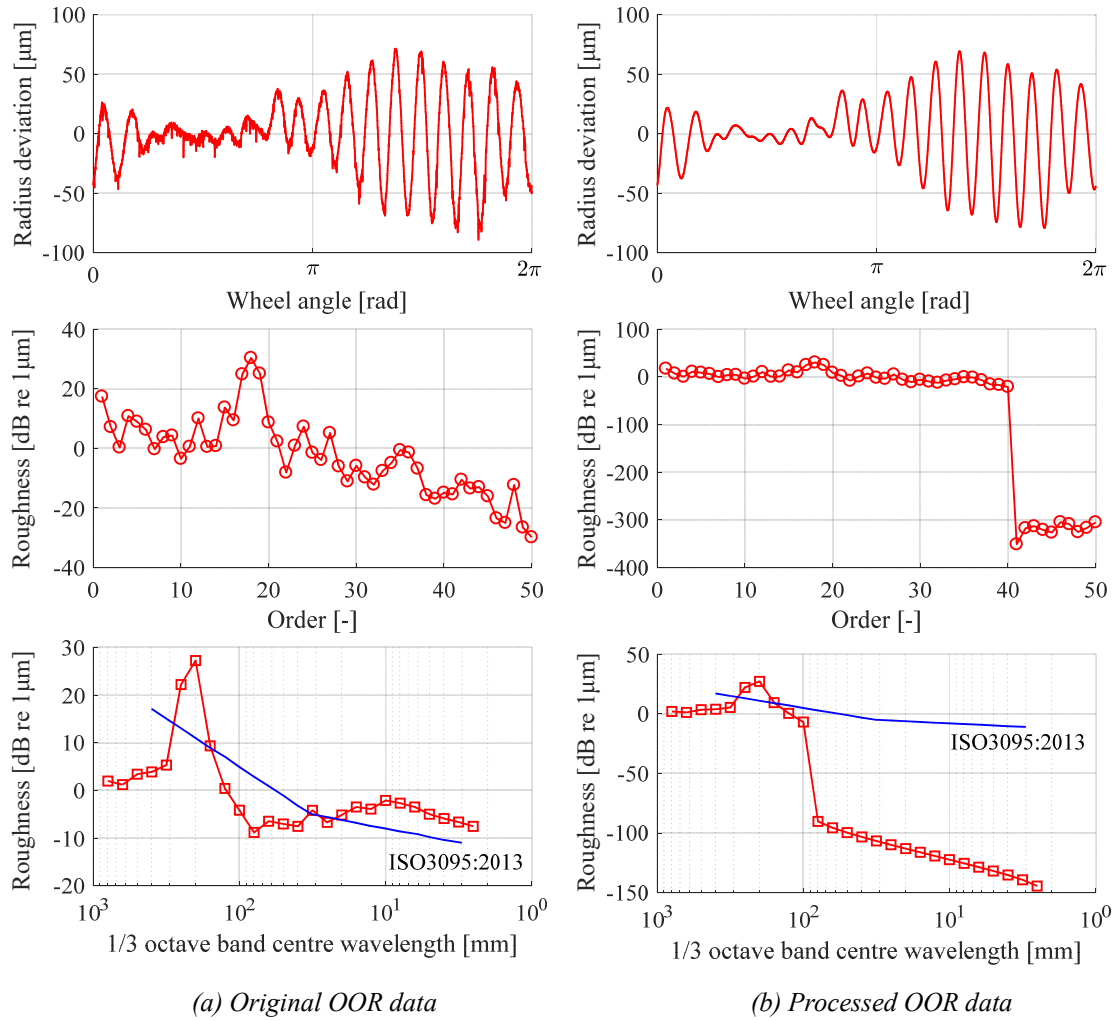 100
50
0
-50
-100
Radius deviation [μm]
0
π
2π
Wheel angle [rad]
100
50
0
-50
-100
Radius deviation [μm]
0
π
2π
Wheel angle [rad]
40
20
0
-20
-40
Roughness [dB re 1μm]
0 10 20 30 40 50
Order [-]
100
0
-100
-200
-300
-400
Roughness [dB re 1μm]
0 10 20 30 40 50
Order [-]
30
20
10
0
-10
-20
Roughness [dB re 1μm]
ISO3095:2013
10³ 10² 10¹ 10⁰
1/3 octave band centre wavelength [mm]
50
0
-50
-100
-150
Roughness [dB re 1μm]
ISO3095:2013
10³ 10² 10¹ 10⁰
1/3 octave band centre wavelength [mm]
(a) Original OOR data
(b) Processed OOR data